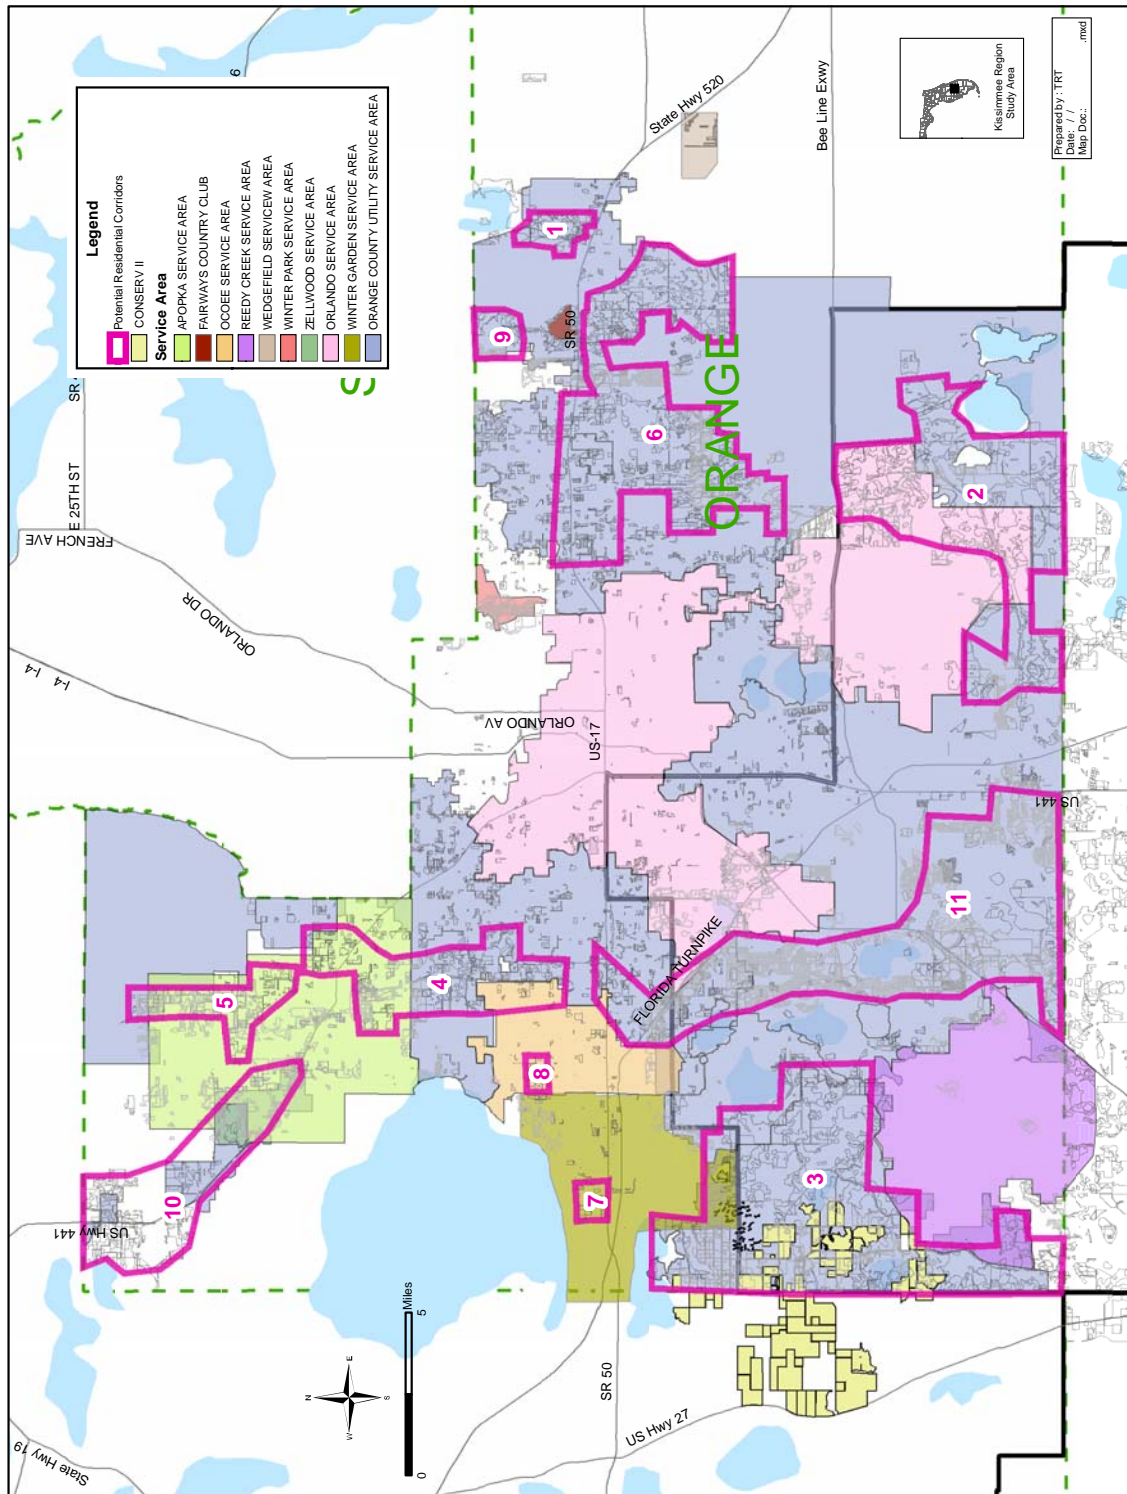 Legend
Potential Residential Corridors
CONSERV II
Service Area
APOPKA SERVICE AREA
FAIRWAYS COUNTRY CLUB
OCOEE SERVICE AREA
REEDY CREEK SERVICE AREA
WEDGEFIELD SERVICEW AREA
WINTER PARK SERVICE AREA
ZELLWOOD SERVICE AREA
ORLANDO SERVICE AREA
WINTER GARDEN SERVICE AREA
ORANGE COUNTY UTILITY SERVICE AREA
6
S
SR
E 25TH ST
FRENCH AVE
ORLANDO DR
I-4
I-4
ORLANDO AV
US-17
State Hwy 520
Bee Line Exwy
SR 50
ORANGE
1
9
6
2
US 441
11
FLORIDA TURNPIKE
4
5
8
10
US Hwy 441
7
3
SR 50
US Hwy 27
State Hwy 19
N
E
S
W
0
5
Miles
Kissimmee Region
Study Area
Prepared by : TRT
Date: / /
Map Doc.: .mxd